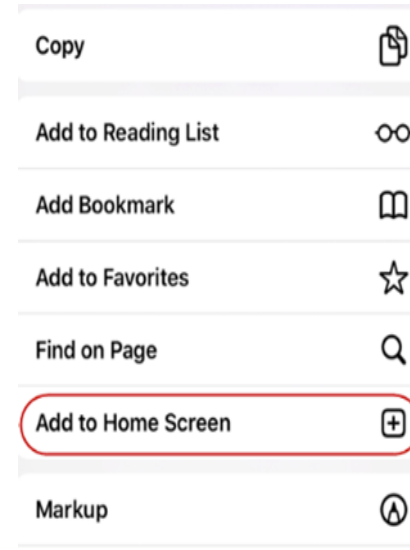 Copy
Add to Reading List
Add Bookmark
Add to Favorites
Find on Page
Add to Home Screen
Markup